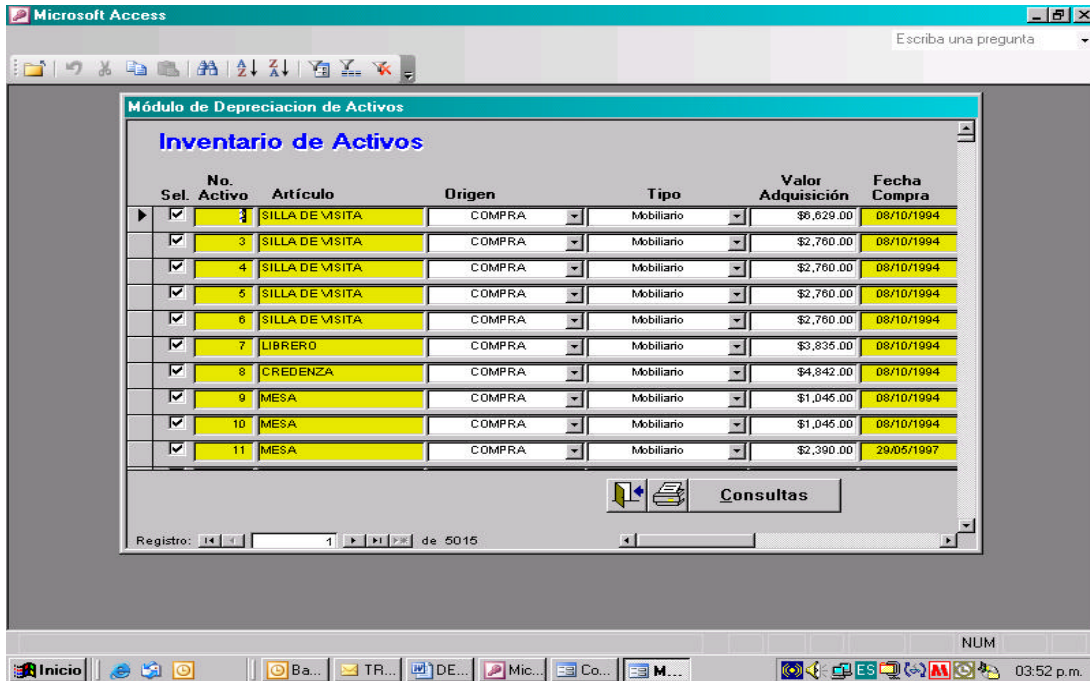 Microsoft Access
Escriba una pregunta
Módulo de Depreciacion de Activos
Inventario de Activos
Sel. No. Activo Artículo Origen Tipo Valor Adquisición Fecha Compra
2 SILLA DE VISITA COMPRA Mobiliario $6,629.00 08/10/1994
3 SILLA DE VISITA COMPRA Mobiliario $2,760.00 08/10/1994
4 SILLA DE VISITA COMPRA Mobiliario $2,760.00 08/10/1994
5 SILLA DE VISITA COMPRA Mobiliario $2,760.00 08/10/1994
6 SILLA DE VISITA COMPRA Mobiliario $2,760.00 08/10/1994
7 LIBRERO COMPRA Mobiliario $3,835.00 08/10/1994
8 CREDENZA COMPRA Mobiliario $4,842.00 08/10/1994
9 MESA COMPRA Mobiliario $1,045.00 08/10/1994
10 MESA COMPRA Mobiliario $1,045.00 08/10/1994
11 MESA COMPRA Mobiliario $2,390.00 29/05/1997
Consultas
Registro: 1 de 5015
NUM
Inicio Ba... TR... DE... Mic... Co... M... ES 03:52 p.m.